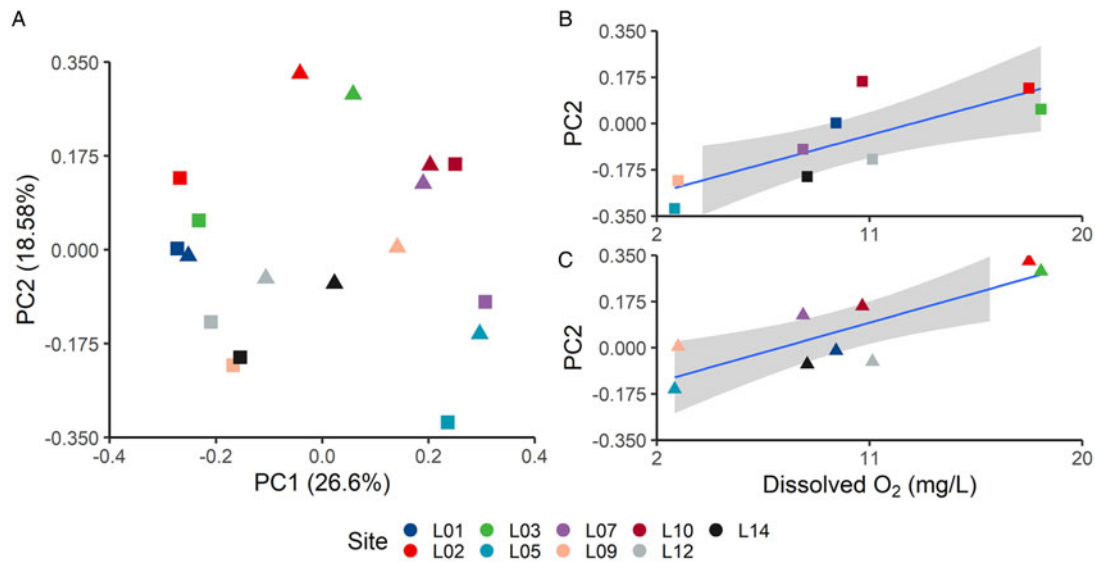 A
0.350
0.175
0.000
-0.175
-0.350
PC2 (18.58%)
-0.4
-0.2
0.0
0.2
0.4
PC1 (26.6%)
B
0.350
0.175
0.000
-0.175
-0.350
PC2
2
11
20
C
0.350
0.175
0.000
-0.175
-0.350
PC2
2
11
20
Dissolved O₂ (mg/L)
Site
L01 L03 L07 L10 L14
L02 L05 L09 L12